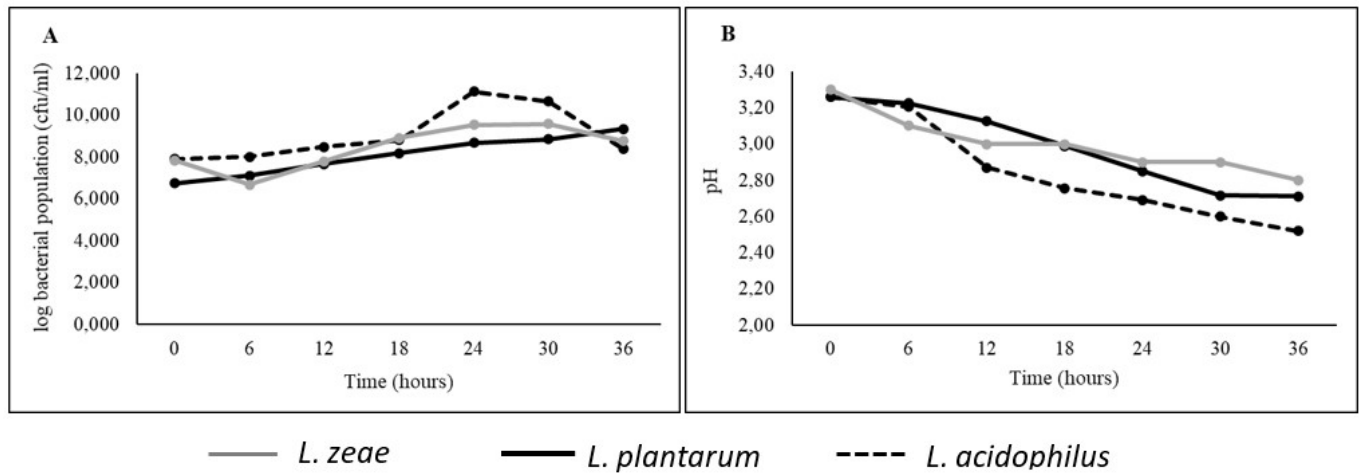 A
log bacterial population (cfu/ml)
12,000
10,000
8,000
6,000
4,000
2,000
0,000
0 6 12 18 24 30 36
Time (hours)
B
pH
3,40
3,20
3,00
2,80
2,60
2,40
2,20
2,00
0 6 12 18 24 30 36
Time (hours)
L. zeae L. plantarum L. acidophilus